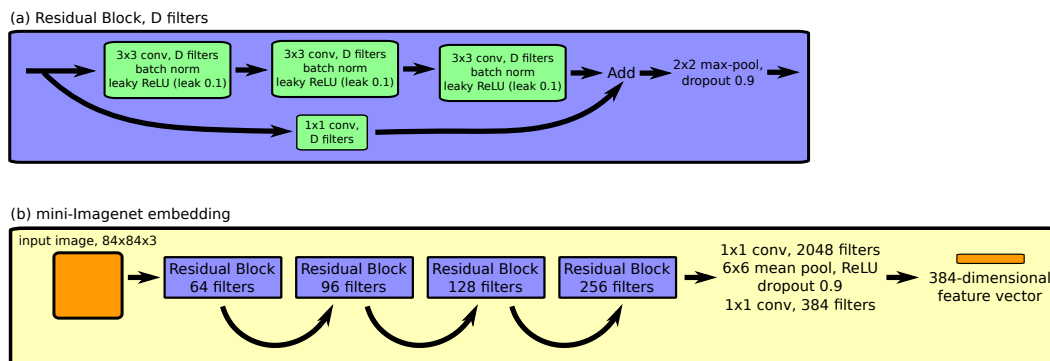 (a) Residual Block, D filters
3x3 conv, D filters
batch norm
leaky ReLU (leak 0.1)
3x3 conv, D filters
batch norm
leaky ReLU (leak 0.1)
3x3 conv, D filters
batch norm
leaky ReLU (leak 0.1)
Add
2x2 max-pool,
dropout 0.9
1x1 conv,
D filters
(b) mini-Imagenet embedding
input image, 84x84x3
Residual Block
64 filters
Residual Block
96 filters
Residual Block
128 filters
Residual Block
256 filters
1x1 conv, 2048 filters
6x6 mean pool, ReLU
dropout 0.9
1x1 conv, 384 filters
384-dimensional
feature vector